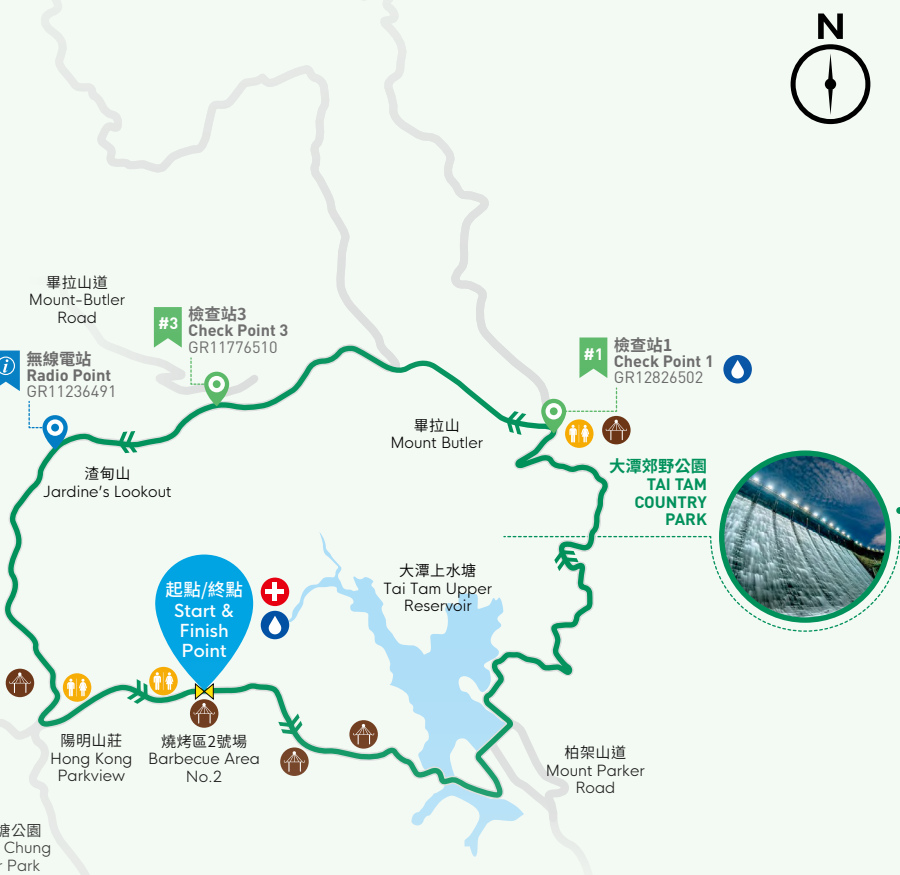 N
畢拉山道
Mount-Butler
Road
#3
檢查站3
Check Point 3
GR11776510
i
無線電站
Radio Point
GR11236491
#1
檢查站1
Check Point 1
GR12826502
畢拉山
Mount Butler
渣甸山
Jardine's Lookout
大潭郊野公園
TAI TAM
COUNTRY
PARK
大潭上水塘
Tai Tam Upper
Reservoir
起點/終點
Start &
Finish
Point
陽明山莊
Hong Kong
Parkview
燒烤區2號場
Barbecue Area
No.2
柏架山道
Mount Parker
Road
塘公園
Chung
r Park